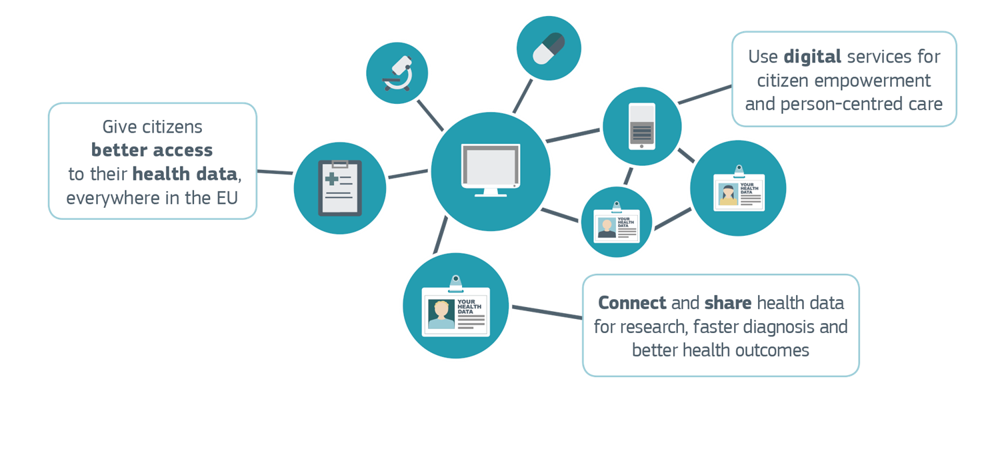 Use digital services for
citizen empowerment
and person-centred care
Give citizens
better access
to their health data,
everywhere in the EU
YOUR
HEALTH
DATA
YOUR
HEALTH
DATA
YOUR
HEALTH
DATA
Connect and share health data
for research, faster diagnosis and
better health outcomes